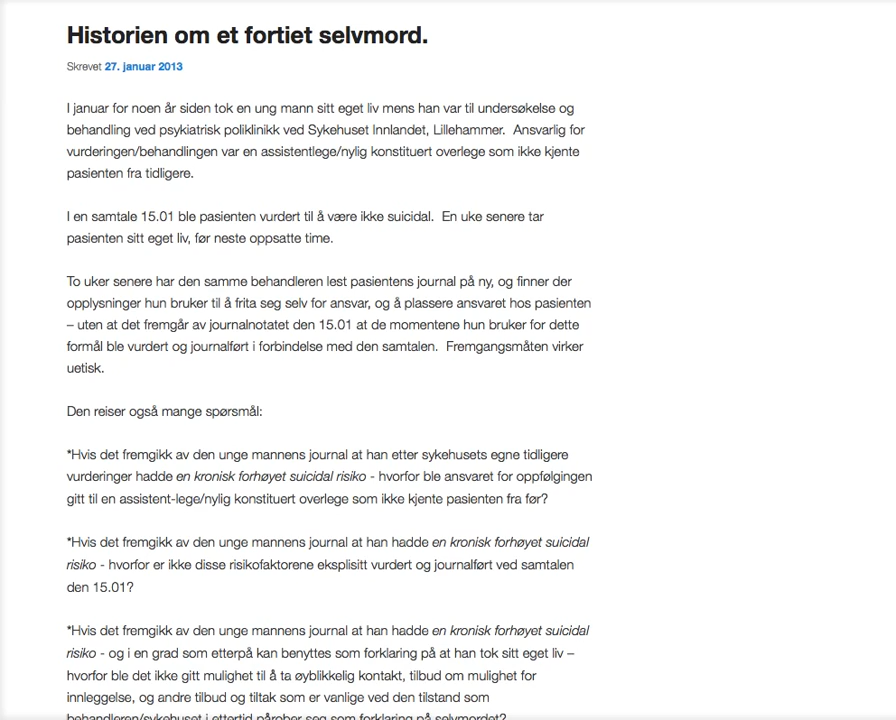 Historien om et fortiet selvmord.
Skrevet 27. januar 2013
I januar for noen år siden tok en ung mann sitt eget liv mens han var til undersøkelse og
behandling ved psykiatrisk poliklinikk ved Sykehuset Innlandet, Lillehammer.  Ansvarlig for
vurderingen/behandlingen var en assistentlege/nylig konstituert overlege som ikke kjente
pasienten fra tidligere.
I en samtale 15.01 ble pasienten vurdert til å være ikke suicidal.  En uke senere tar
pasienten sitt eget liv, før neste oppsatte time.
To uker senere har den samme behandleren lest pasientens journal på ny, og finner der
opplysninger hun bruker til å frita seg selv for ansvar, og å plassere ansvaret hos pasienten
– uten at det fremgår av journalnotatet den 15.01 at de momentene hun bruker for dette
formål ble vurdert og journalført i forbindelse med den samtalen.  Fremgangsmåten virker
uetisk.
Den reiser også mange spørsmål:
*Hvis det fremgikk av den unge mannens journal at han etter sykehusets egne tidligere
vurderinger hadde en kronisk forhøyet suicidal risiko - hvorfor ble ansvaret for oppfølgingen
gitt til en assistent-lege/nylig konstituert overlege som ikke kjente pasienten fra før?
*Hvis det fremgikk av den unge mannens journal at han hadde en kronisk forhøyet suicidal
risiko - hvorfor er ikke disse risikofaktorene eksplisitt vurdert og journalført ved samtalen
den 15.01?
*Hvis det fremgikk av den unge mannens journal at han hadde en kronisk forhøyet suicidal
risiko - og i en grad som etterpå kan benyttes som forklaring på at han tok sitt eget liv –
hvorfor ble det ikke gitt mulighet til å ta øyblikkelig kontakt, tilbud om mulighet for
innleggelse, og andre tilbud og tiltak som er vanlige ved den tilstand som
behandleren/sykehuset i ettertid påroper seg som forklaring på selvmordet?